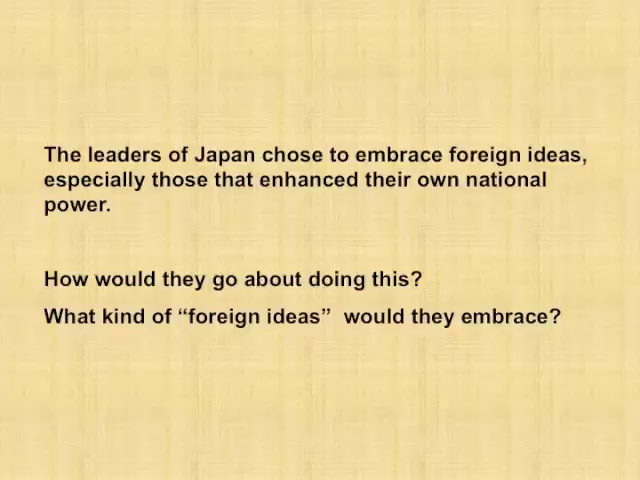 The leaders of Japan chose to embrace foreign ideas,
especially those that enhanced their own national
power.
How would they go about doing this?
What kind of “foreign ideas”  would they embrace?